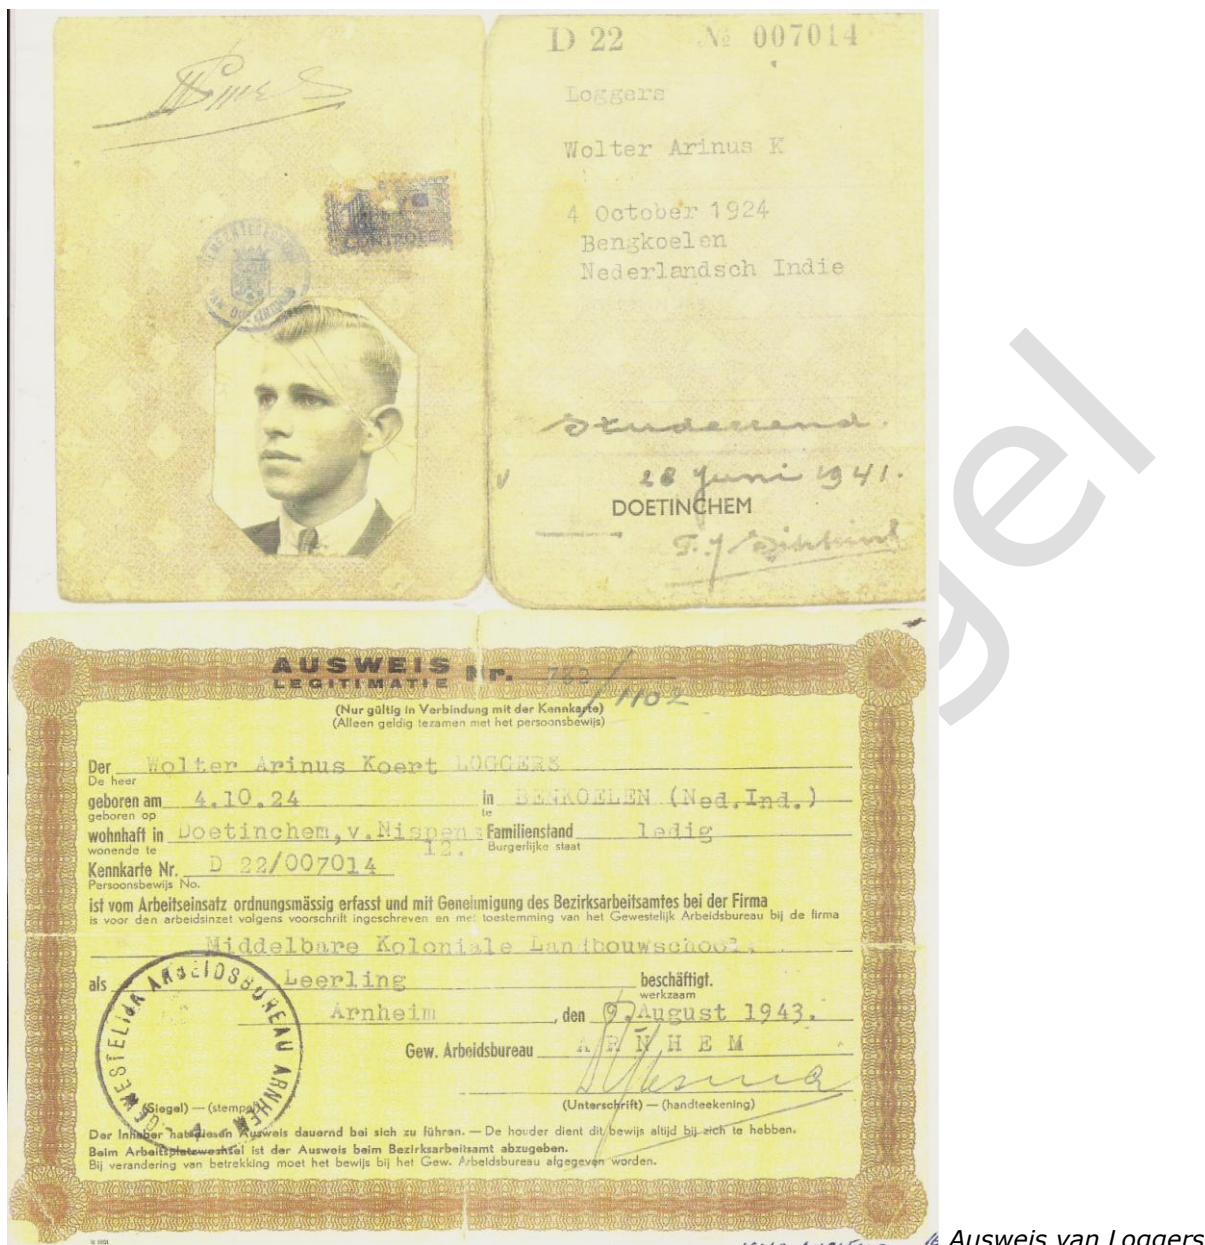 D 22 № 007014
Loggers
Wolter Arinus K
4 October 1924
Bengkoelen
Nederlandsch Indie
CONTROLE
Studeerend.
28 Juni 1941.
DOETINCHEM
gel
AUSWEIS Nr. 783/1102
LEGITIMATIE
(Nur gültig in Verbindung mit der Kennkarte)
(Alleen geldig tezamen met het persoonsbewijs)
Der Wolter Arinus Koert LOGGERS
De heer
geboren am 4.10.24 in BENKOELEN (Ned.Ind.)
geboren op te
wohnhaft in Doetinchem, v.Nispens Familienstand ledig
wonende te 12. Burgerlijke staat
Kennkarte Nr. D 22/007014
Persoonsbewijs No.
ist vom Arbeitseinsatz ordnungsmässig erfasst und mit Genehmigung des Bezirksarbeitsamtes bei der Firma
is voor den arbeidsinzet volgens voorschrift ingeschreven en met toestemming van het Gewestelijk Arbeidsbureau bij de firma
Middelbare Koloniale Landbouwschool.
als Leerling beschäftigt.
werkzaam
Arnheim, den 9. August 1943.
Gew. Arbeidsbureau ARNHEM
GEWESTELIJK ARBEIDSBUREAU ARNHEM
(Siegel) — (stempel) (Unterschrift) — (handteekening)
Der Inhaber hat diesen Ausweis dauernd bei sich zu führen. — De houder dient dit bewijs altijd bij zich te hebben.
Beim Arbeitsplatzwechsel ist der Ausweis beim Bezirksarbeitsamt abzugeben.
Bij verandering van betrekking moet het bewijs bij het Gew. Arbeidsbureau afgegeven worden.
Ausweis van Loggers